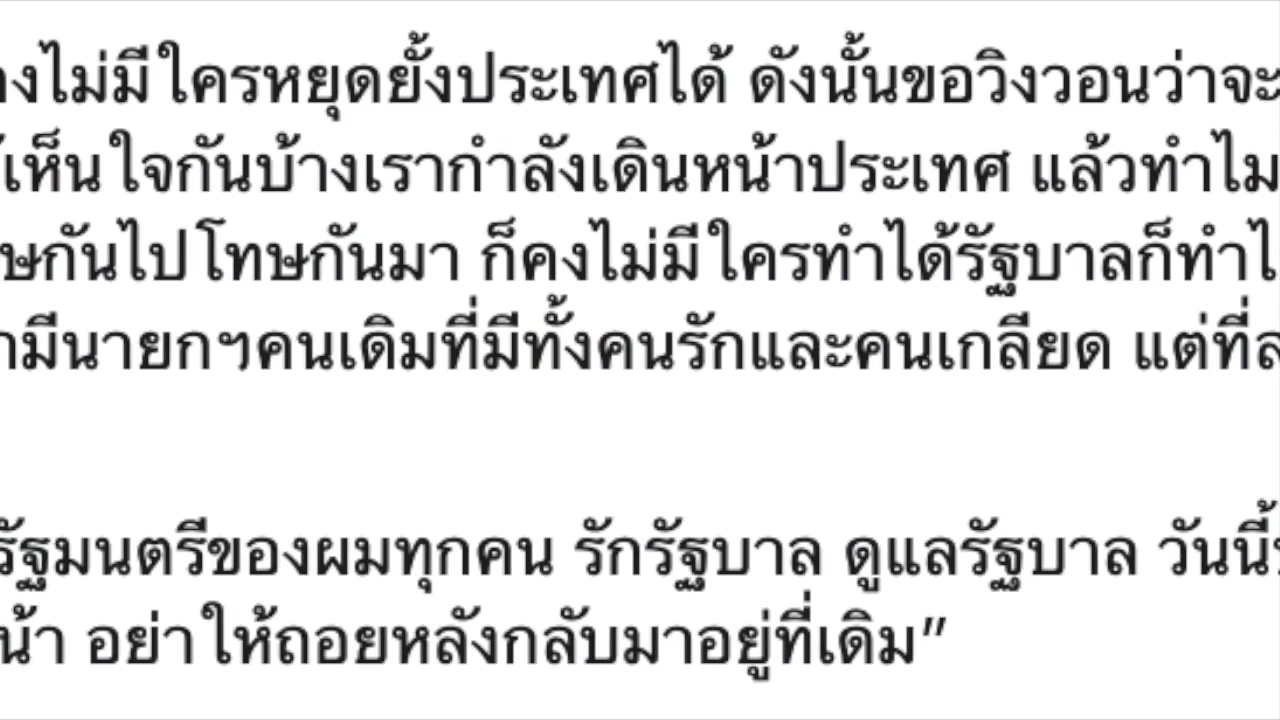 งไม่มีใครหยุดยั้งประเทศได้ ดังนั้นขอวิงวอนว่าจะ
เห็นใจกันบ้างเรากำลังเดินหน้าประเทศ แล้วทำไม
ษกันไปโทษกันมา ก็คงไม่มีใครทำได้รัฐบาลก็ทำไ
มีนายกฯคนเดิมที่มีทั้งคนรักและคนเกลียด แต่ที่ส
รัฐมนตรีของผมทุกคน รักรัฐบาล ดูแลรัฐบาล วันนี้
น้า อย่าให้ถอยหลังกลับมาอยู่ที่เดิม”